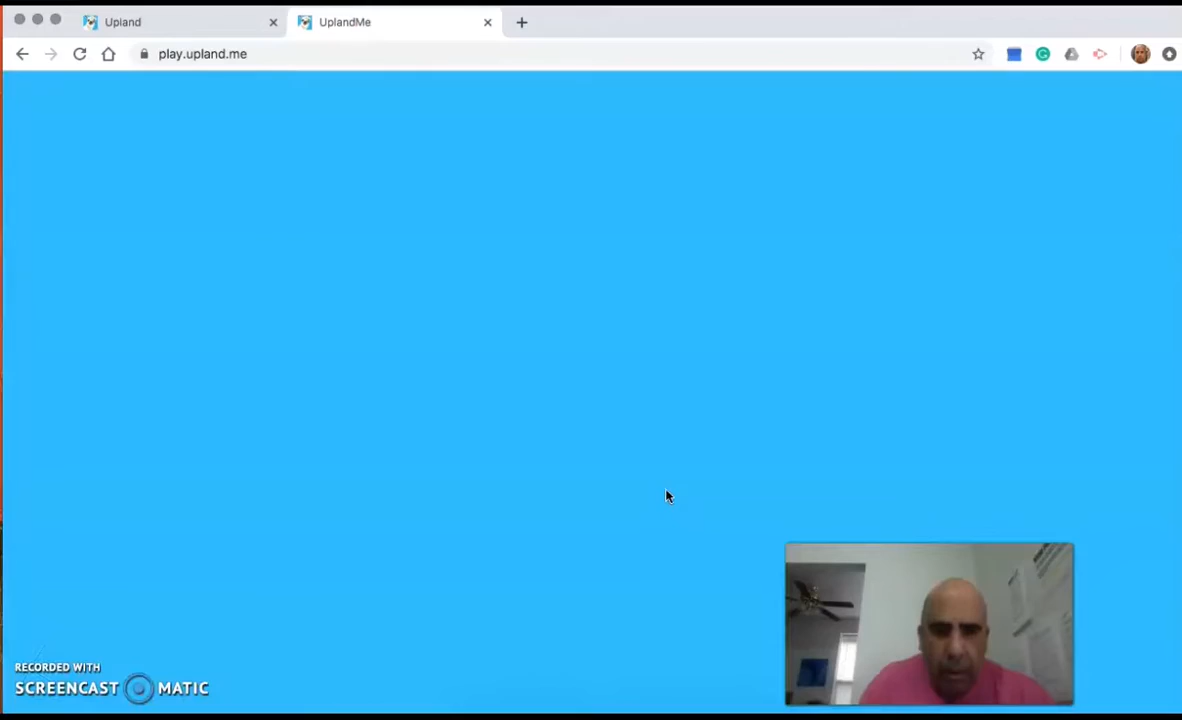 Upland
UplandMe
play.upland.me
RECORDED WITH
SCREENCAST MATIC